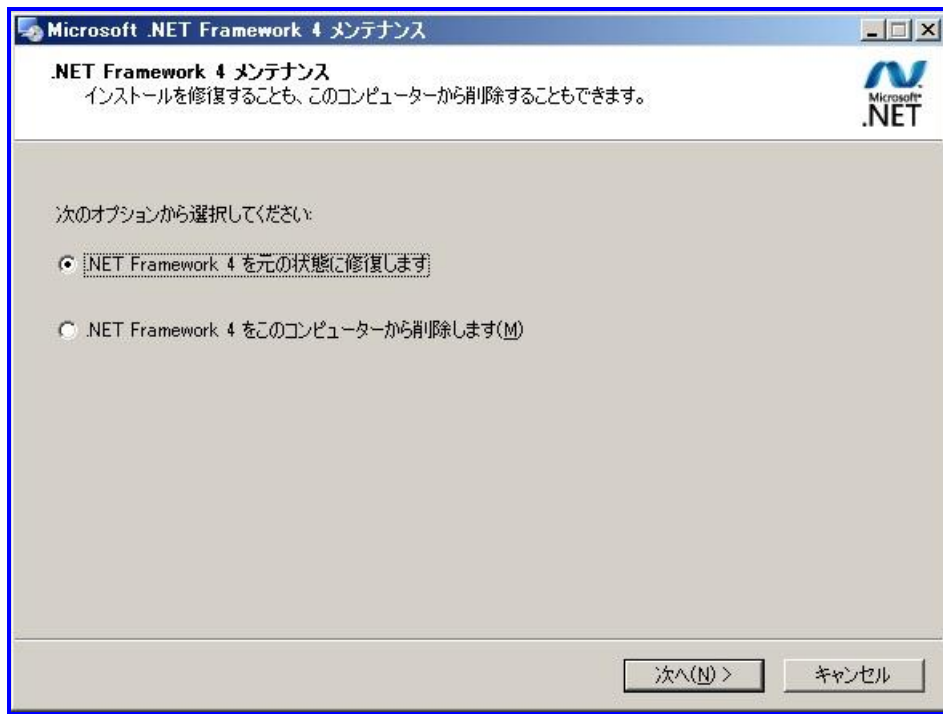 Microsoft .NET Framework 4 メンテナンス
.NET Framework 4 メンテナンス
インストールを修復することも、このコンピューターから削除することもできます。
Microsoft
.NET
次のオプションから選択してください:
.NET Framework 4 を元の状態に修復します
.NET Framework 4 をこのコンピューターから削除します(M)
次へ(N) >
キャンセル